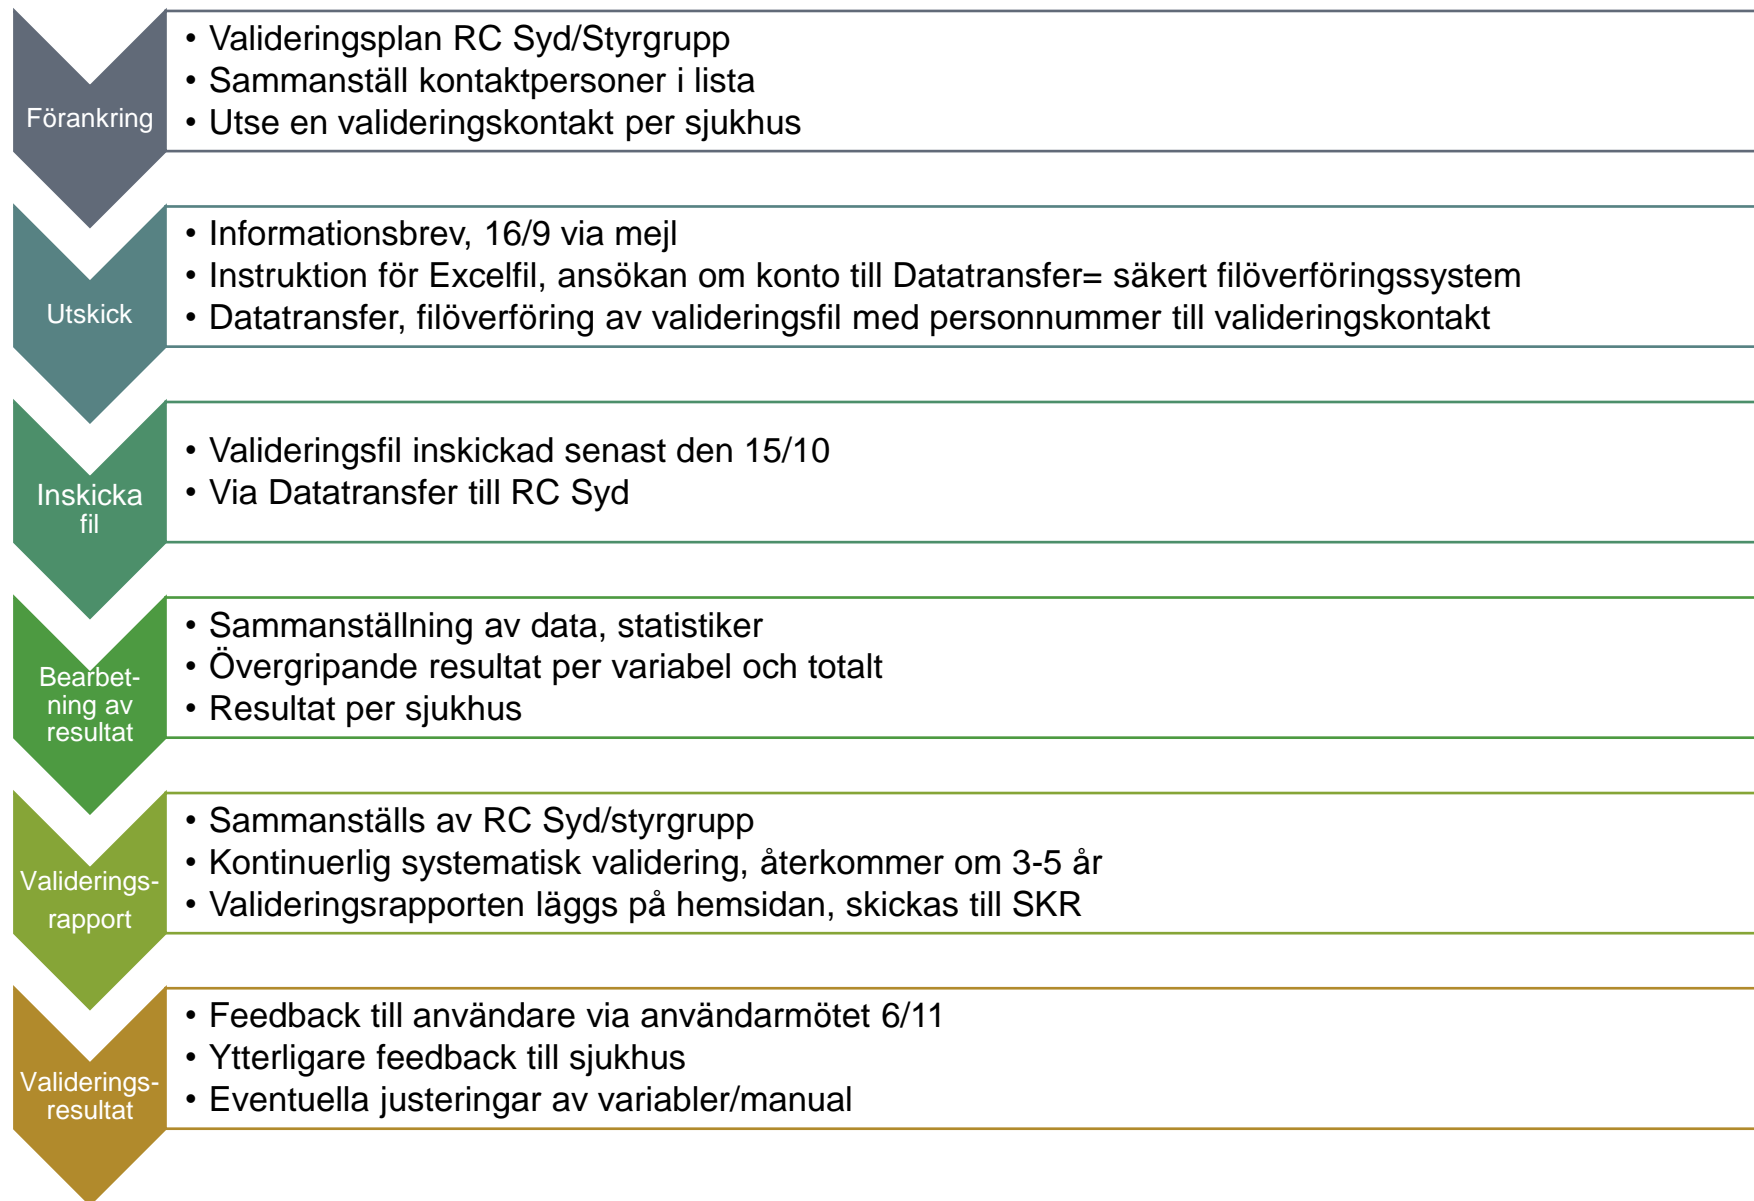 Förankring
• Valideringsplan RC Syd/Styrgrupp
• Sammanställ kontaktpersoner i lista
• Utse en valideringskontakt per sjukhus
Utskick
• Informationsbrev, 16/9 via mejl
• Instruktion för Excelfil, ansökan om konto till Datatransfer= säkert filöverföringssystem
• Datatransfer, filöverföring av valideringsfil med personnummer till valideringskontakt
Inskicka
fil
• Valideringsfil inskickad senast den 15/10
• Via Datatransfer till RC Syd
Bearbet-
ning av
resultat
• Sammanställning av data, statistiker
• Övergripande resultat per variabel och totalt
• Resultat per sjukhus
Validerings-
rapport
• Sammanställs av RC Syd/styrgrupp
• Kontinuerlig systematisk validering, återkommer om 3-5 år
• Valideringsrapporten läggs på hemsidan, skickas till SKR
Validerings-
resultat
• Feedback till användare via användarmötet 6/11
• Ytterligare feedback till sjukhus
• Eventuella justeringar av variabler/manual